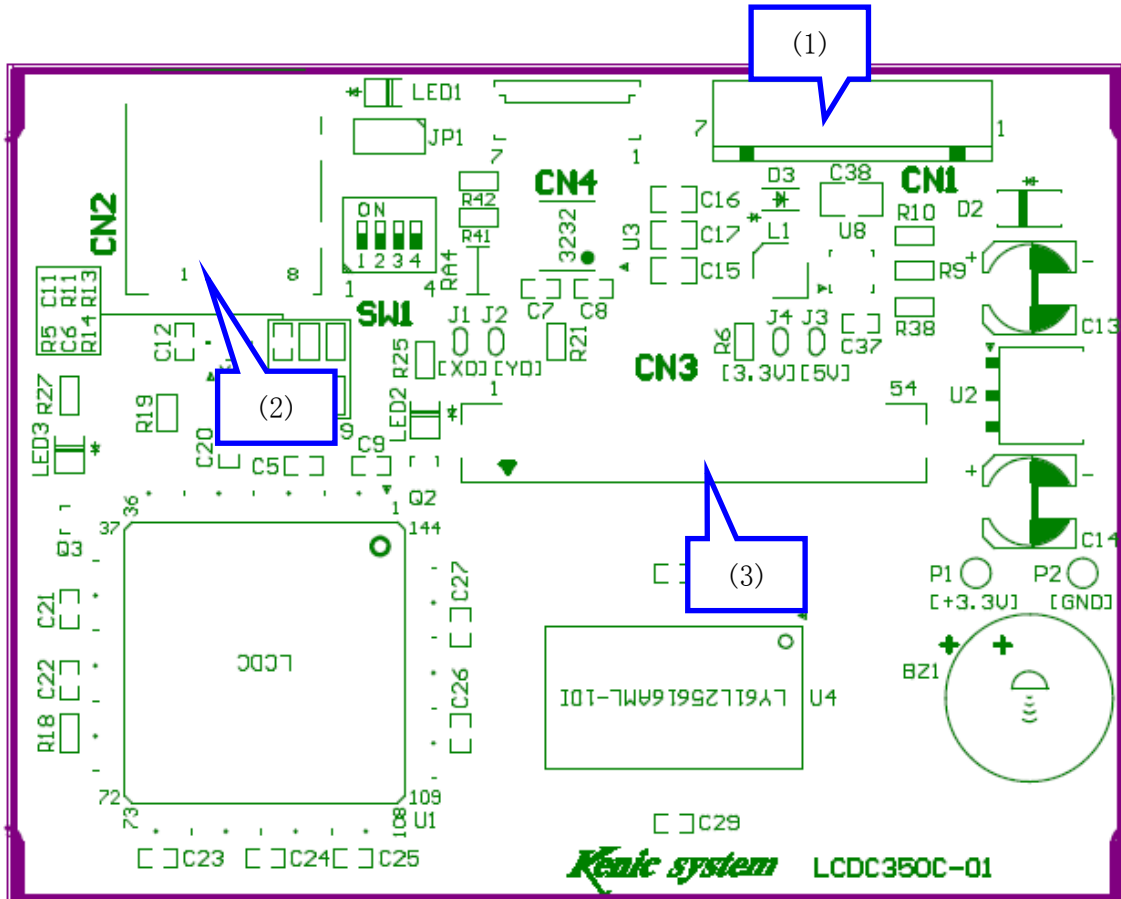 (1)
LED1
JP1
7
1
7
1
CN4
CN1
CN2
ON
1 2 3 4
1
4
SW1
R42
R41
RA4
3232
U3
C16
C17
C15
D3
C38
L1
U8
R10
R9
R38
D2
+
-
C13
1
8
C11
R11
R13
R5
C6
R14
C12
C7
C8
J1
J2
[XD]
[YD]
R25
R21
R6
J4
J3
[3.3V]
[5V]
C37
CN3
1
54
U2
R27
R19
(2)
9
LED2
LED3
C20
C5
C9
Q2
+
-
C14
(3)
36
1
37
144
Q3
C27
P1
[+3.3V]
P2
[GND]
C21
C22
R18
LCDC
C26
LY61L25616AML-10I
U4
BZ1
+
+
72
73
109
108
U1
C23
C24
C25
C29
Kenic system
LCDC350C-01